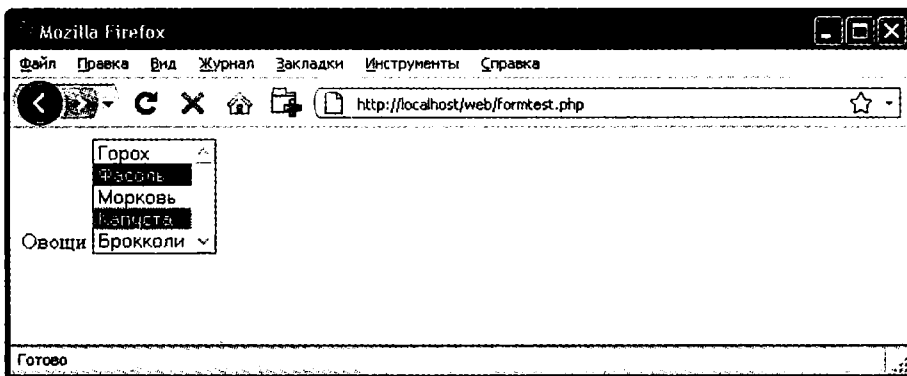 Mozilla Firefox
Файл Правка Вид Журнал Закладки Инструменты Справка
http://localhost/web/formtest.php
Горох
Фасоль
Морковь
Капуста
Овощи Брокколи
Готово